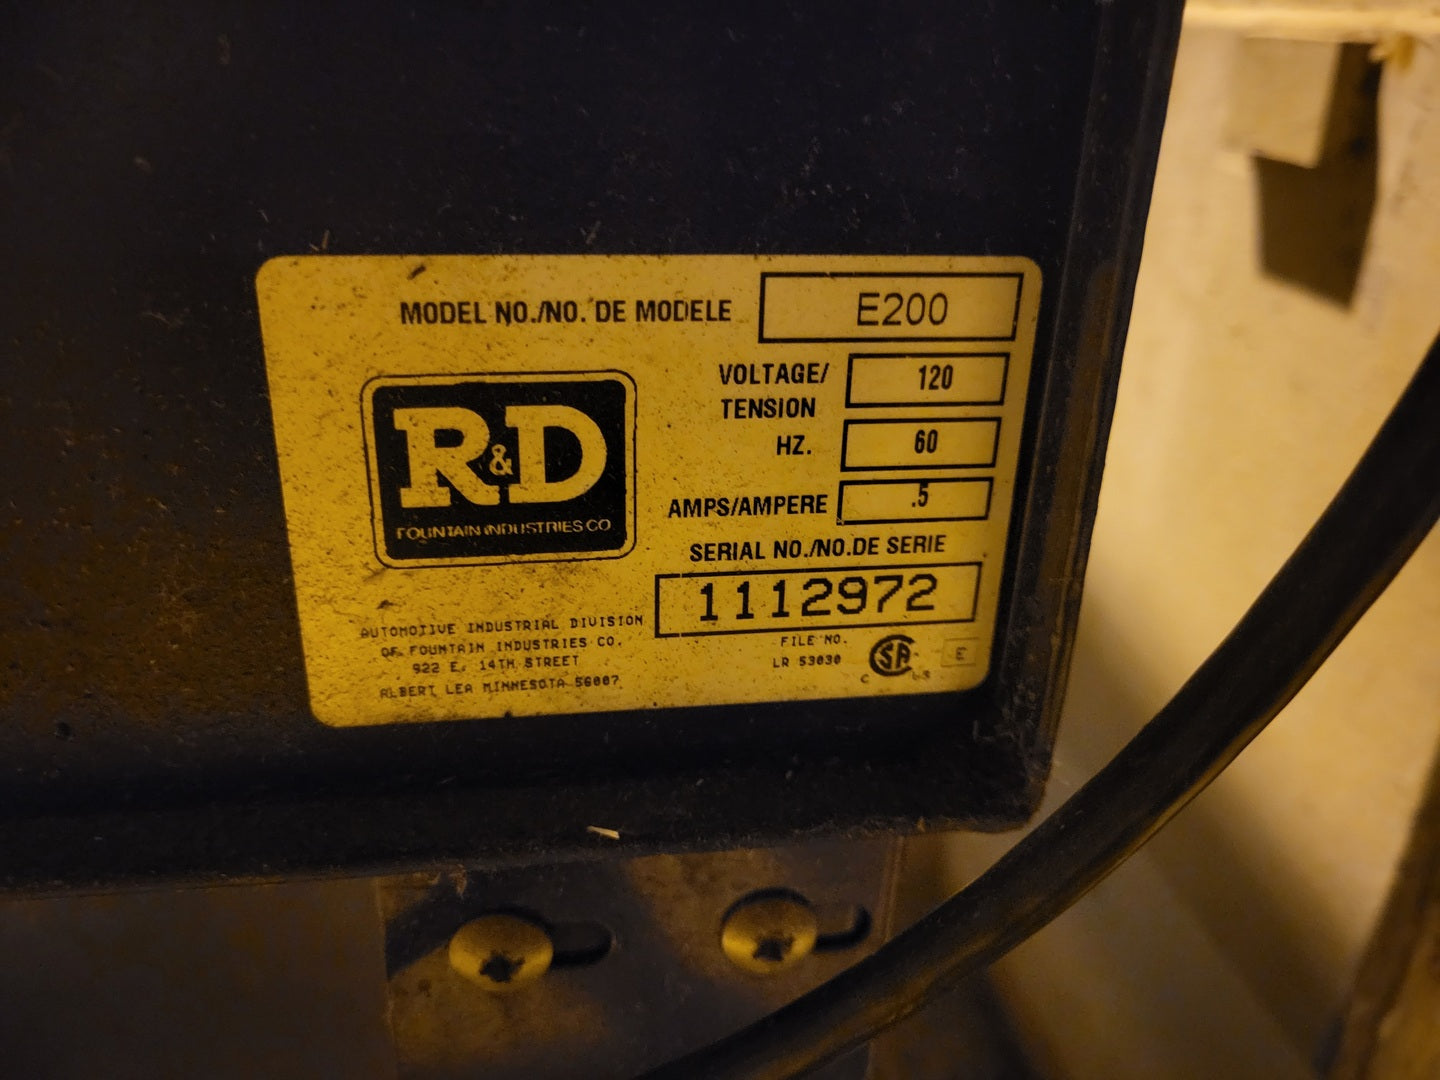 MODEL NO./NO. DE MODELE E200
VOLTAGE/
TENSION 120
HZ. 60
AMPS/AMPERE .5
R&D
FOUNTAIN INDUSTRIES CO
SERIAL NO./NO.DE SERIE
1112972
AUTOMOTIVE INDUSTRIAL DIVISION
OF FOUNTAIN INDUSTRIES CO.
922 E. 14TH STREET
ALBERT LEA MINNESOTA 56007
FILE NO.
LR 53030
CSA
C US
E